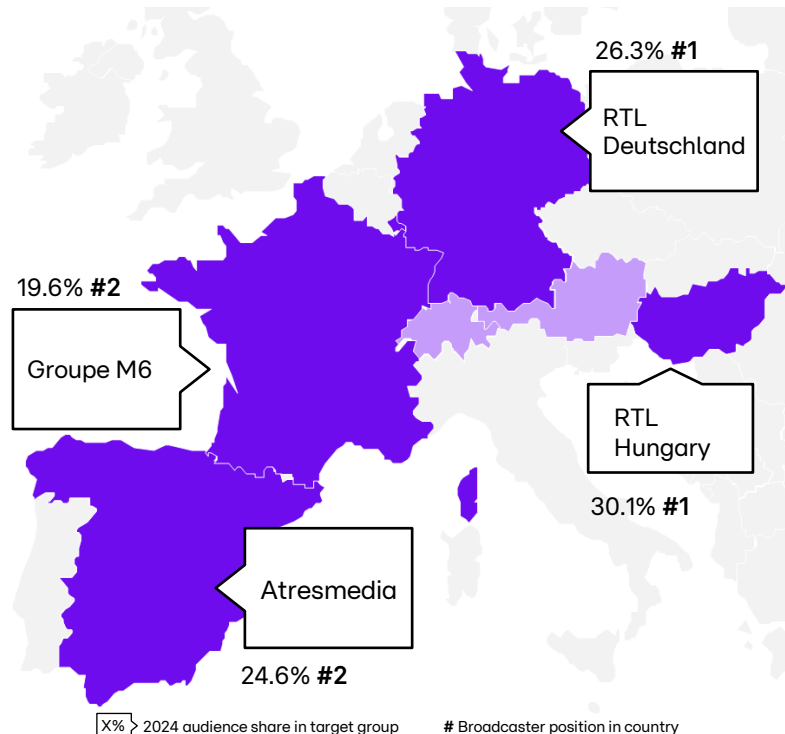 26.3% #1
RTL
Deutschland
19.6% #2
Groupe M6
RTL
Hungary
30.1% #1
Atresmedia
24.6% #2
X% 2024 audience share in target group # Broadcaster position in country